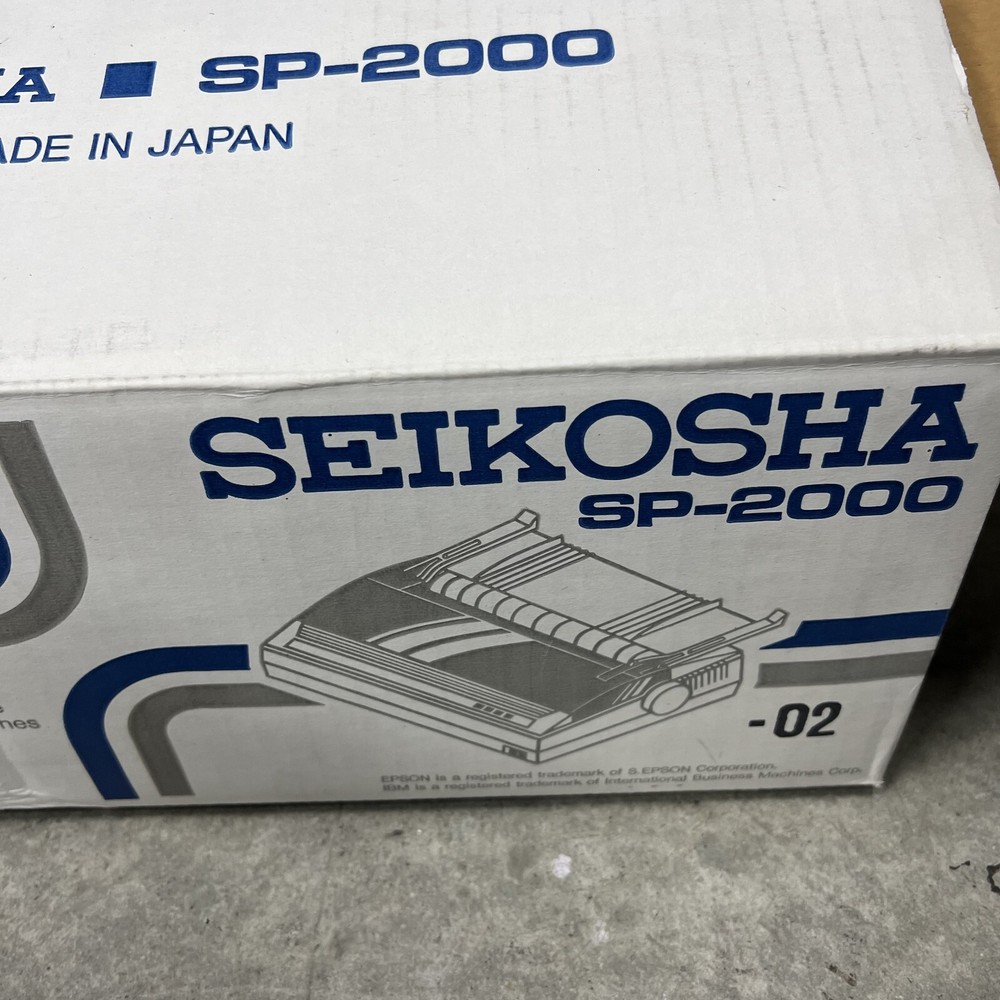 SP-2000
IN JAPAN
SEIKOSHA
SP-2000
-02
EPSON is a registered trademark of S.EPSON Corporation.
IBM is a registered trademark of International Business Machines Corp.